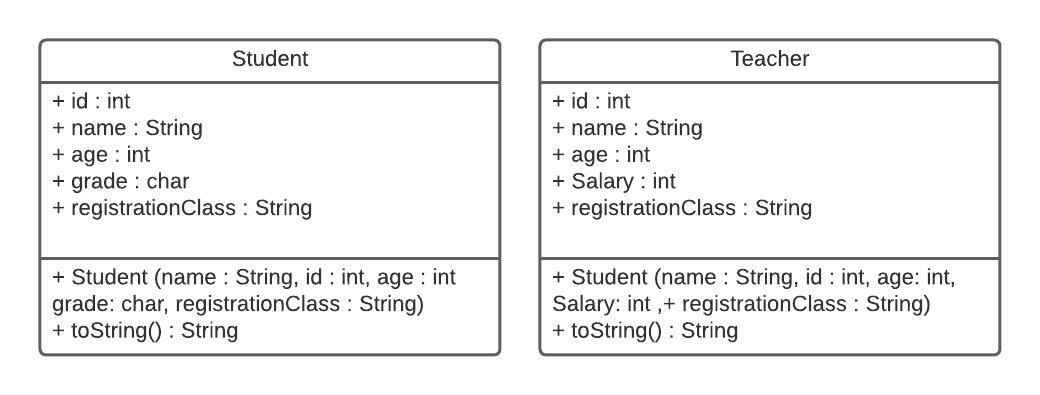 Student
+ id : int
+ name : String
+ age : int
+ grade : char
+ registrationClass : String
+ Student (name : String, id : int, age : int
grade: char, registrationClass : String)
+ toString() : String
Teacher
+ id : int
+ name : String
+ age : int
+ Salary : int
+ registrationClass : String
+ Student (name : String, id : int, age: int,
Salary: int ,+ registrationClass : String)
+ toString() : String